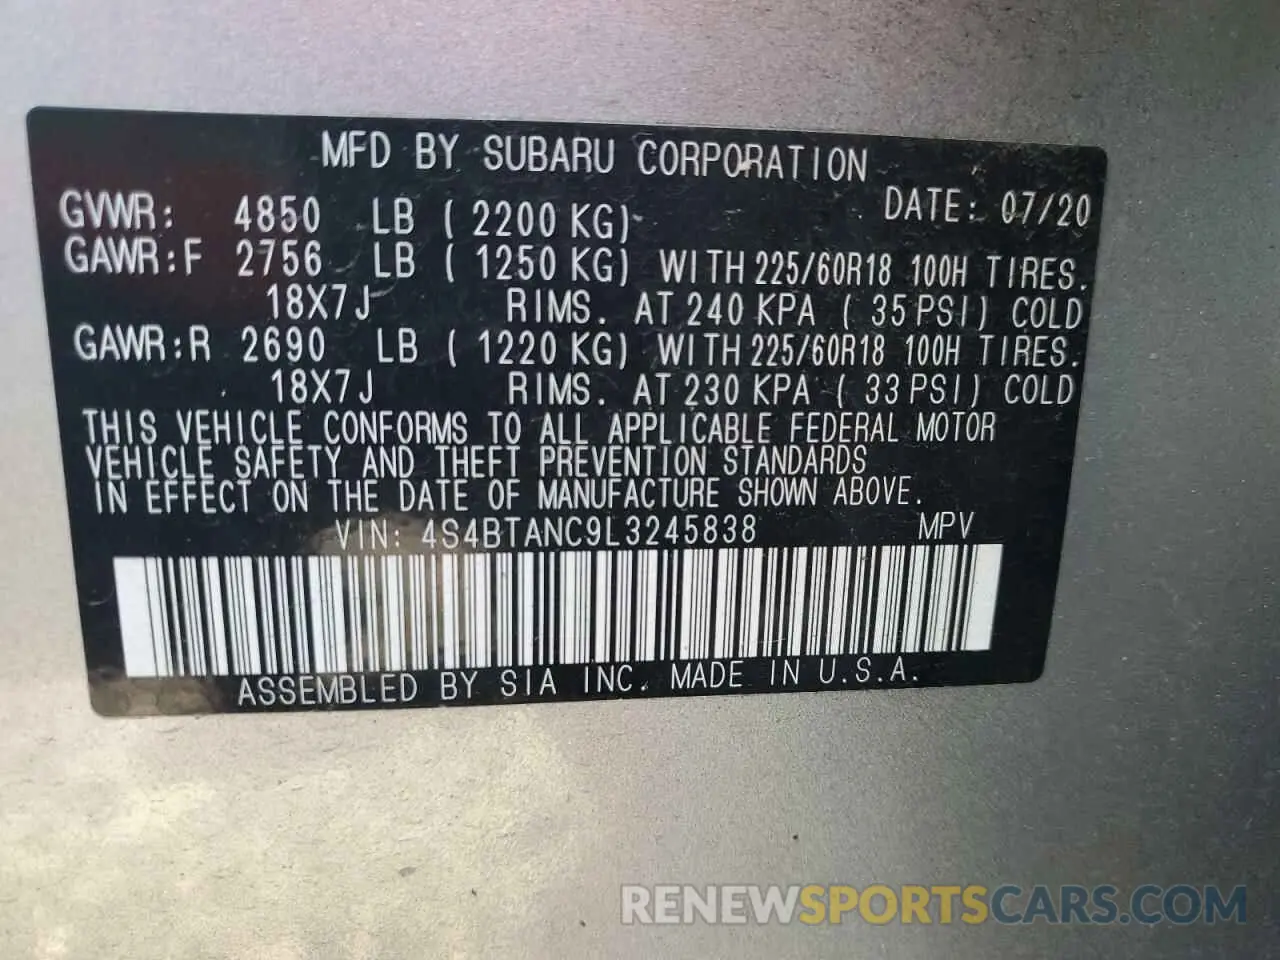 MFD BY SUBARU CORPORATION
GVWR: 4850 LB ( 2200 KG) DATE: 07/20
GAWR:F 2756 LB ( 1250 KG) WITH 225/60R18 100H TIRES.
18X7J RIMS. AT 240 KPA ( 35 PSI) COLD
GAWR:R 2690 LB ( 1220 KG) WITH 225/60R18 100H TIRES.
18X7J RIMS. AT 230 KPA ( 33 PSI) COLD
THIS VEHICLE CONFORMS TO ALL APPLICABLE FEDERAL MOTOR
VEHICLE SAFETY AND THEFT PREVENTION STANDARDS
IN EFFECT ON THE DATE OF MANUFACTURE SHOWN ABOVE.
VIN: 4S4BTANC9L3245838 MPV
ASSEMBLED BY SIA INC. MADE IN U.S.A.
RENEWSPORTSCARS.COM